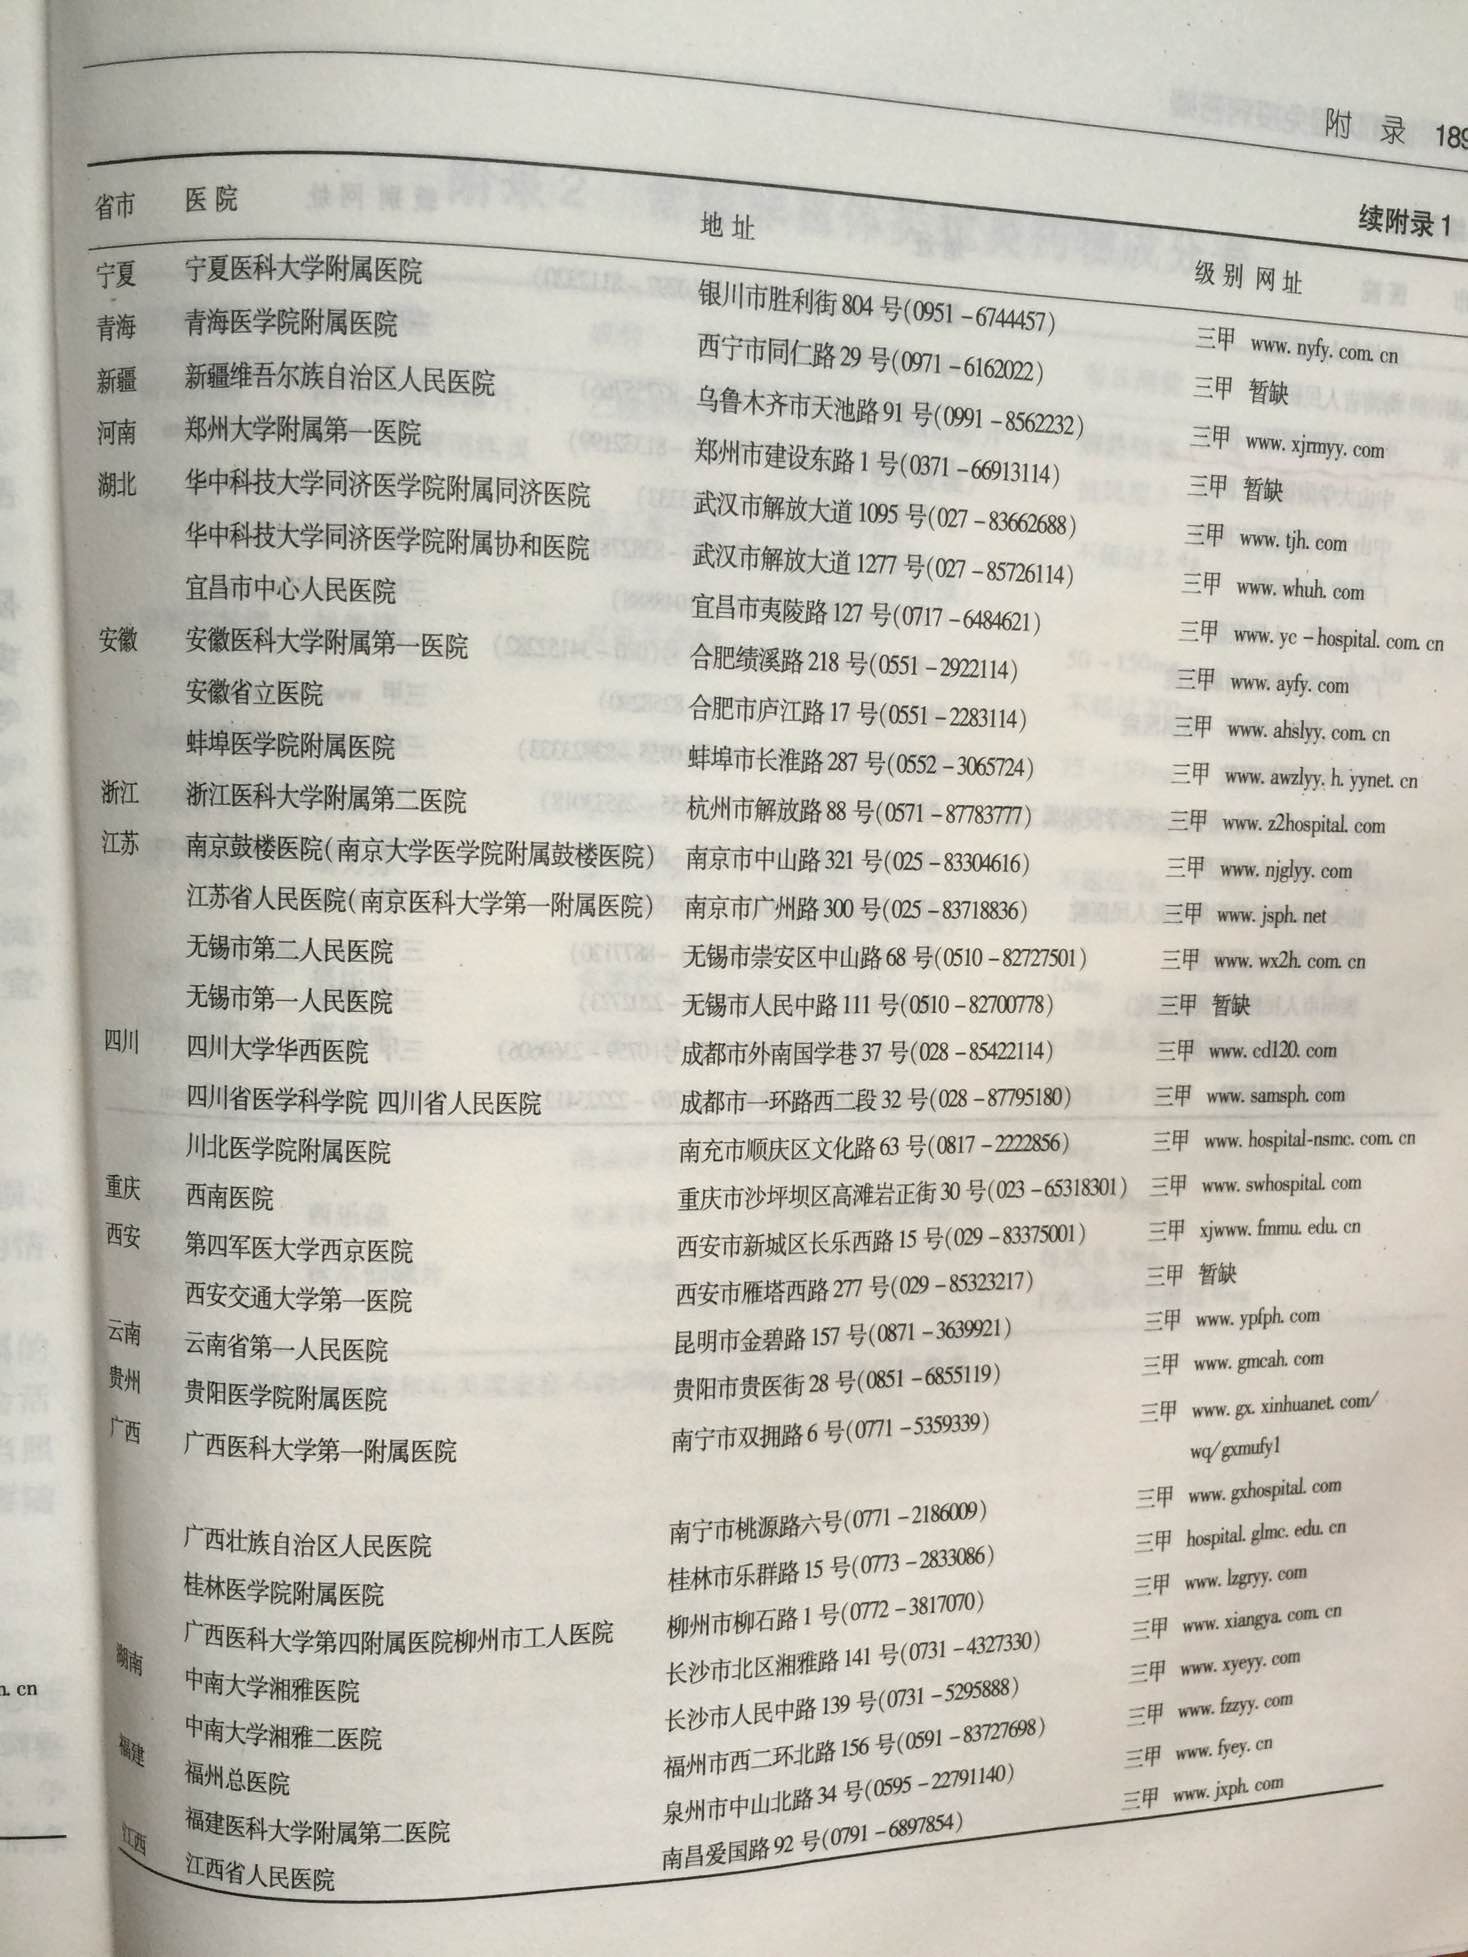 附 录 189
续附录1
省市 医院 地址 级别 网址
宁夏 宁夏医科大学附属医院 银川市胜利街 804 号(0951-6744457) 三甲 www.nyfy.com.cn
青海 青海医学院附属医院 西宁市同仁路 29 号(0971-6162022) 三甲 暂缺
新疆 新疆维吾尔族自治区人民医院 乌鲁木齐市天池路 91 号(0991-8562232) 三甲 www.xjrmyy.com
河南 郑州大学附属第一医院 郑州市建设东路 1 号(0371-66913114) 三甲 暂缺
湖北 华中科技大学同济医学院附属同济医院 武汉市解放大道 1095 号(027-83662688) 三甲 www.tjh.com
华中科技大学同济医学院附属协和医院 武汉市解放大道 1277 号(027-85726114) 三甲 www.whuh.com
宜昌市中心人民医院 宜昌市夷陵路 127 号(0717-6484621) 三甲 www.yc-hospital.com.cn
安徽 安徽医科大学附属第一医院 合肥绩溪路 218 号(0551-2922114) 三甲 www.ayfy.com
安徽省立医院 合肥市庐江路 17 号(0551-2283114) 三甲 www.ahslyy.com.cn
蚌埠医学院附属医院 蚌埠市长淮路 287 号(0552-3065724) 三甲 www.awzlyy.h.yynet.cn
浙江 浙江医科大学附属第二医院 杭州市解放路 88 号(0571-87783777) 三甲 www.z2hospital.com
江苏 南京鼓楼医院(南京大学医学院附属鼓楼医院) 南京市中山路 321 号(025-83304616) 三甲 www.njglyy.com
江苏省人民医院(南京医科大学第一附属医院) 南京市广州路 300 号(025-83718836) 三甲 www.jsph.net
无锡市第二人民医院 无锡市崇安区中山路 68 号(0510-82727501) 三甲 www.wx2h.com.cn
无锡市第一人民医院 无锡市人民中路 111 号(0510-82700778) 三甲 暂缺
四川 四川大学华西医院 成都市外南国学巷 37 号(028-85422114) 三甲 www.cd120.com
四川省医学科学院 四川省人民医院 成都市一环路西二段 32 号(028-87795180) 三甲 www.samsph.com
川北医学院附属医院 南充市顺庆区文化路 63 号(0817-2222856) 三甲 www.hospital-nsmc.com.cn
重庆 西南医院 重庆市沙坪坝区高滩岩正街 30 号(023-65318301) 三甲 www.swhospital.com
西安 第四军医大学西京医院 西安市新城区长乐西路 15 号(029-83375001) 三甲 xjwww.fmmu.edu.cn
西安交通大学第一医院 西安市雁塔西路 277 号(029-85323217) 三甲 暂缺
云南 云南省第一人民医院 昆明市金碧路 157 号(0871-3639921) 三甲 www.ypfph.com
贵州 贵阳医学院附属医院 贵阳市贵医街 28 号(0851-6855119) 三甲 www.gmcah.com
广西 广西医科大学第一附属医院 南宁市双拥路 6 号(0771-5359339) 三甲 www.gx.xinhuanet.com/
wq/gxmufy1
广西壮族自治区人民医院 南宁市桃源路六号(0771-2186009) 三甲 www.gxhospital.com
桂林医学院附属医院 桂林市乐群路 15 号(0773-2833086) 三甲 hospital.glmc.edu.cn
广西医科大学第四附属医院柳州市工人医院 柳州市柳石路 1 号(0772-3817070) 三甲 www.lzgryy.com
湖南 中南大学湘雅医院 长沙市北区湘雅路 141 号(0731-4327330) 三甲 www.xiangya.com.cn
中南大学湘雅二医院 长沙市人民中路 139 号(0731-5295888) 三甲 www.xyeyy.com
福建 福州总医院 福州市西二环北路 156 号(0591-83727698) 三甲 www.fzzyy.com
福建医科大学附属第二医院 泉州市中山北路 34 号(0595-22791140) 三甲 www.fyey.cn
江西 江西省人民医院 南昌爱国路 92 号(0791-6897854) 三甲 www.jxph.com